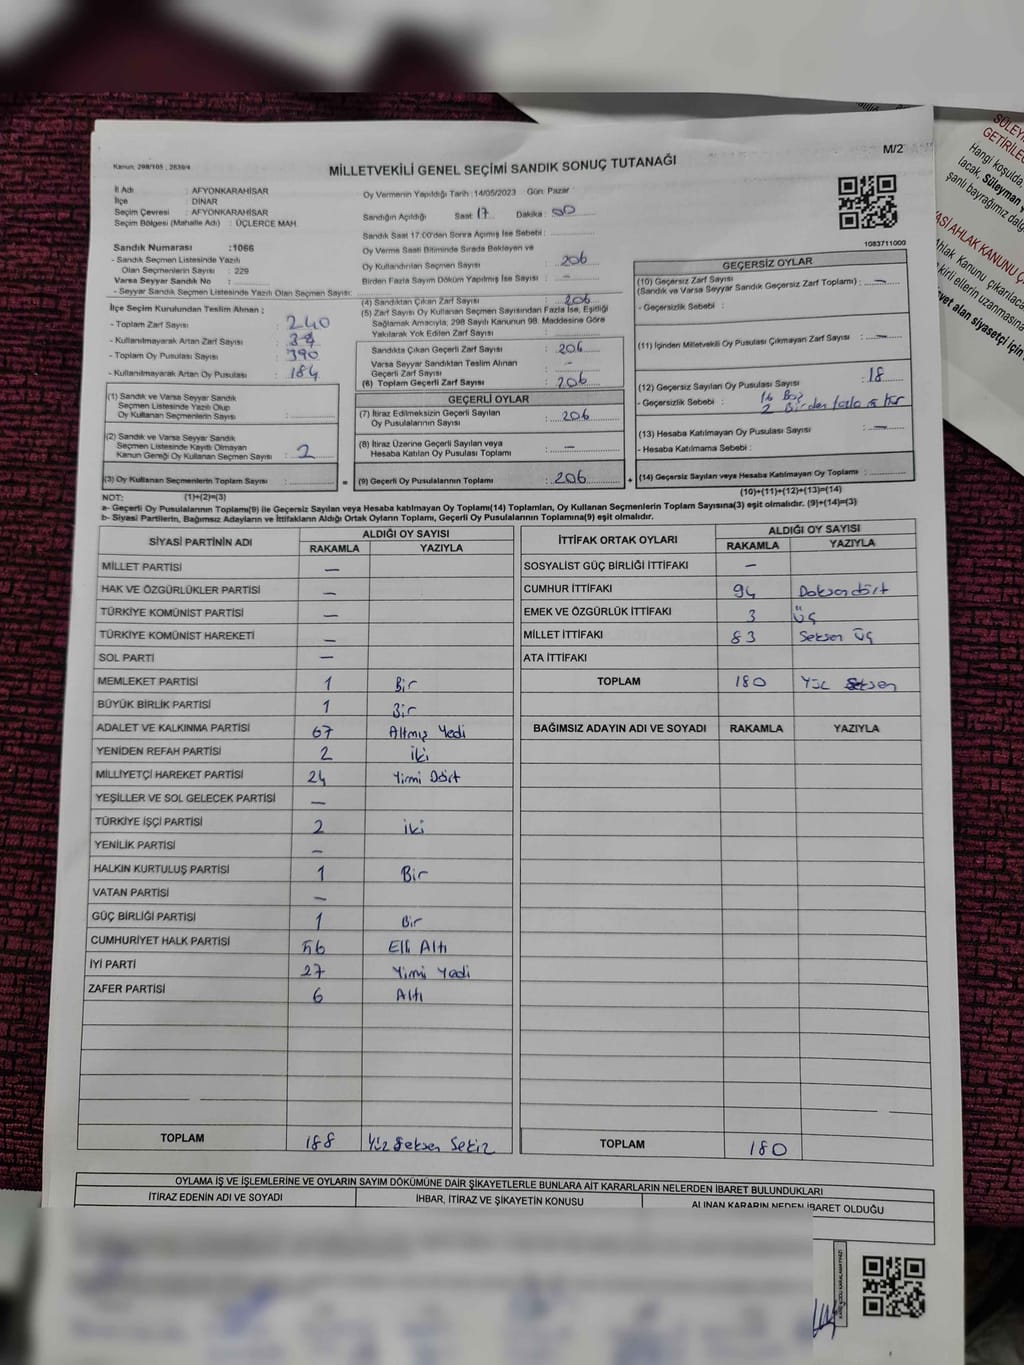 Kanun, 298/105 , 2839/4
MİLLETVEKİLİ GENEL SEÇİMİ SANDIK SONUÇ TUTANAĞI
M/2
İl Adı : AFYONKARAHİSAR
İlçe : DİNAR
Seçim Çevresi : AFYONKARAHİSAR
Seçim Bölgesi (Mahalle Adı) : ÜÇLERCE MAH
Sandık Numarası :1066
- Sandık Seçmen Listesinde Yazılı
Olan Seçmenlerin Sayısı : 229
Varsa Seyyar Sandık No :
- Seyyar Sandık Seçmen Listesinde Yazılı Olan Seçmen Sayısı:
İlçe Seçim Kurulundan Teslim Alınan ;
- Toplam Zarf Sayısı : 240
- Kullanılmayarak Artan Zarf Sayısı :
- Toplam Oy Pusulası Sayısı : 390
- Kullanılmayarak Artan Oy Pusulası : 184
(1) Sandık ve Varsa Seyyar Sandık
Seçmen Listesinde Yazılı Olup
Oy Kullanan Seçmenlerin Sayısı :
(2) Sandık ve Varsa Seyyar Sandık
Seçmen Listesinde Kayıtlı Olmayan
Kanun Gereği Oy Kullanan Seçmen Sayısı : 2
(3) Oy Kullanan Seçmenlerin Toplam Sayısı :
Oy Vermenin Yapıldığı Tarih : 14/05/2023 Gün: Pazar
Sandığın Açıldığı Saat 17 Dakika : 00
Sandık Saat 17:00'den Sonra Açılmış İse Sebebi :
Oy Verme Saati Bitiminde Sırada Bekleyen ve
Oy Kullandırılan Seçmen Sayısı : 206
Birden Fazla Sayım Döküm Yapılmış İse Sayısı : —
(4) Sandıktan Çıkan Zarf Sayısı : 206
(5) Zarf Sayısı Oy Kullanan Seçmen Sayısından Fazla İse, Eşitliği
Sağlamak Amacıyla, 298 Sayılı Kanunun 98. Maddesine Göre
Yakılarak Yok Edilen Zarf Sayısı :
Sandıkta Çıkan Geçerli Zarf Sayısı : 206
Varsa Seyyar Sandıktan Teslim Alınan
Geçerli Zarf Sayısı : —
(6) Toplam Geçerli Zarf Sayısı : 206
GEÇERLİ OYLAR
(7) İtiraz Edilmeksizin Geçerli Sayılan
Oy Pusulalarının Sayısı : 206
(8) İtiraz Üzerine Geçerli Sayılan veya
Hesaba Katılan Oy Pusulası Toplamı : —
= (9) Geçerli Oy Pusulalarının Toplamı : 206 +
1083711000
GEÇERSİZ OYLAR
(10) Geçersiz Zarf Sayısı
(Sandık ve Varsa Seyyar Sandık Geçersiz Zarf Toplamı) : —
- Geçersizlik Sebebi :
(11) İçinden Milletvekili Oy Pusulası Çıkmayan Zarf Sayısı : —
(12) Geçersiz Sayılan Oy Pusulası Sayısı : 18
- Geçersizlik Sebebi : 16 Boş
2 Birden fazla
(13) Hesaba Katılmayan Oy Pusulası Sayısı : —
- Hesaba Katılmama Sebebi :
(14) Geçersiz Sayılan veya Hesaba Katılmayan Oy Toplamı :
NOT: (1)+(2)=(3)
(10)+(11)+(12)+(13)=(14)
a- Geçerli Oy Pusulalarının Toplamı(9) ile Geçersiz Sayılan veya Hesaba katılmayan Oy Toplamı(14) Toplamları, Oy Kullanan Seçmenlerin Toplam Sayısına(3) eşit olmalıdır. (9)+(14)=(3)
b- Siyasi Partilerin, Bağımsız Adayların ve İttifakların Aldığı Ortak Oyların Toplamı, Geçerli Oy Pusulalarının Toplamına(9) eşit olmalıdır.
SİYASİ PARTİNİN ADI
ALDIĞI OY SAYISI
RAKAMLA YAZIYLA
MİLLET PARTİSİ —
HAK VE ÖZGÜRLÜKLER PARTİSİ —
TÜRKİYE KOMÜNİST PARTİSİ —
TÜRKİYE KOMÜNİST HAREKETİ —
SOL PARTİ —
MEMLEKET PARTİSİ 1 Bir
BÜYÜK BİRLİK PARTİSİ 1 Bir
ADALET VE KALKINMA PARTİSİ 67 Altmış Yedi
YENİDEN REFAH PARTİSİ 2 İki
MİLLİYETÇİ HAREKET PARTİSİ 24 Yirmi Dört
YEŞİLLER VE SOL GELECEK PARTİSİ —
TÜRKİYE İŞÇİ PARTİSİ 2 İki
YENİLİK PARTİSİ —
HALKIN KURTULUŞ PARTİSİ 1 Bir
VATAN PARTİSİ —
GÜÇ BİRLİĞİ PARTİSİ 1 Bir
CUMHURİYET HALK PARTİSİ 56 Elli Altı
İYİ PARTİ 27 Yirmi Yedi
ZAFER PARTİSİ 6 Altı
TOPLAM 188 Yüz Seksen Sekiz
İTTİFAK ORTAK OYLARI
ALDIĞI OY SAYISI
RAKAMLA YAZIYLA
SOSYALİST GÜÇ BİRLİĞİ İTTİFAKI —
CUMHUR İTTİFAKI 94 Doksan dört
EMEK VE ÖZGÜRLÜK İTTİFAKI 3 Üç
MİLLET İTTİFAKI 83 Seksen Üç
ATA İTTİFAKI
TOPLAM 180 Yüz Seksen
BAĞIMSIZ ADAYIN ADI VE SOYADI RAKAMLA YAZIYLA
TOPLAM 180
OYLAMA İŞ VE İŞLEMLERİNE VE OYLARIN SAYIM DÖKÜMÜNE DAİR ŞİKAYETLERLE BUNLARA AİT KARARLARIN NELERDEN İBARET BULUNDUKLARI
İTİRAZ EDENİN ADI VE SOYADI İHBAR, İTİRAZ VE ŞİKAYETİN KONUSU ALINAN KARARIN NEDEN İBARET OLDUĞU
GETİRİLE
Hangi koşulda,
lacak, Süleyman
şanlı bayrağımız dalg
ASİ AHLAK KANUNU Ç
hlak Kanunu çıkarılaca
kirli ellerin uzanmasına
vet alan siyasetçi için